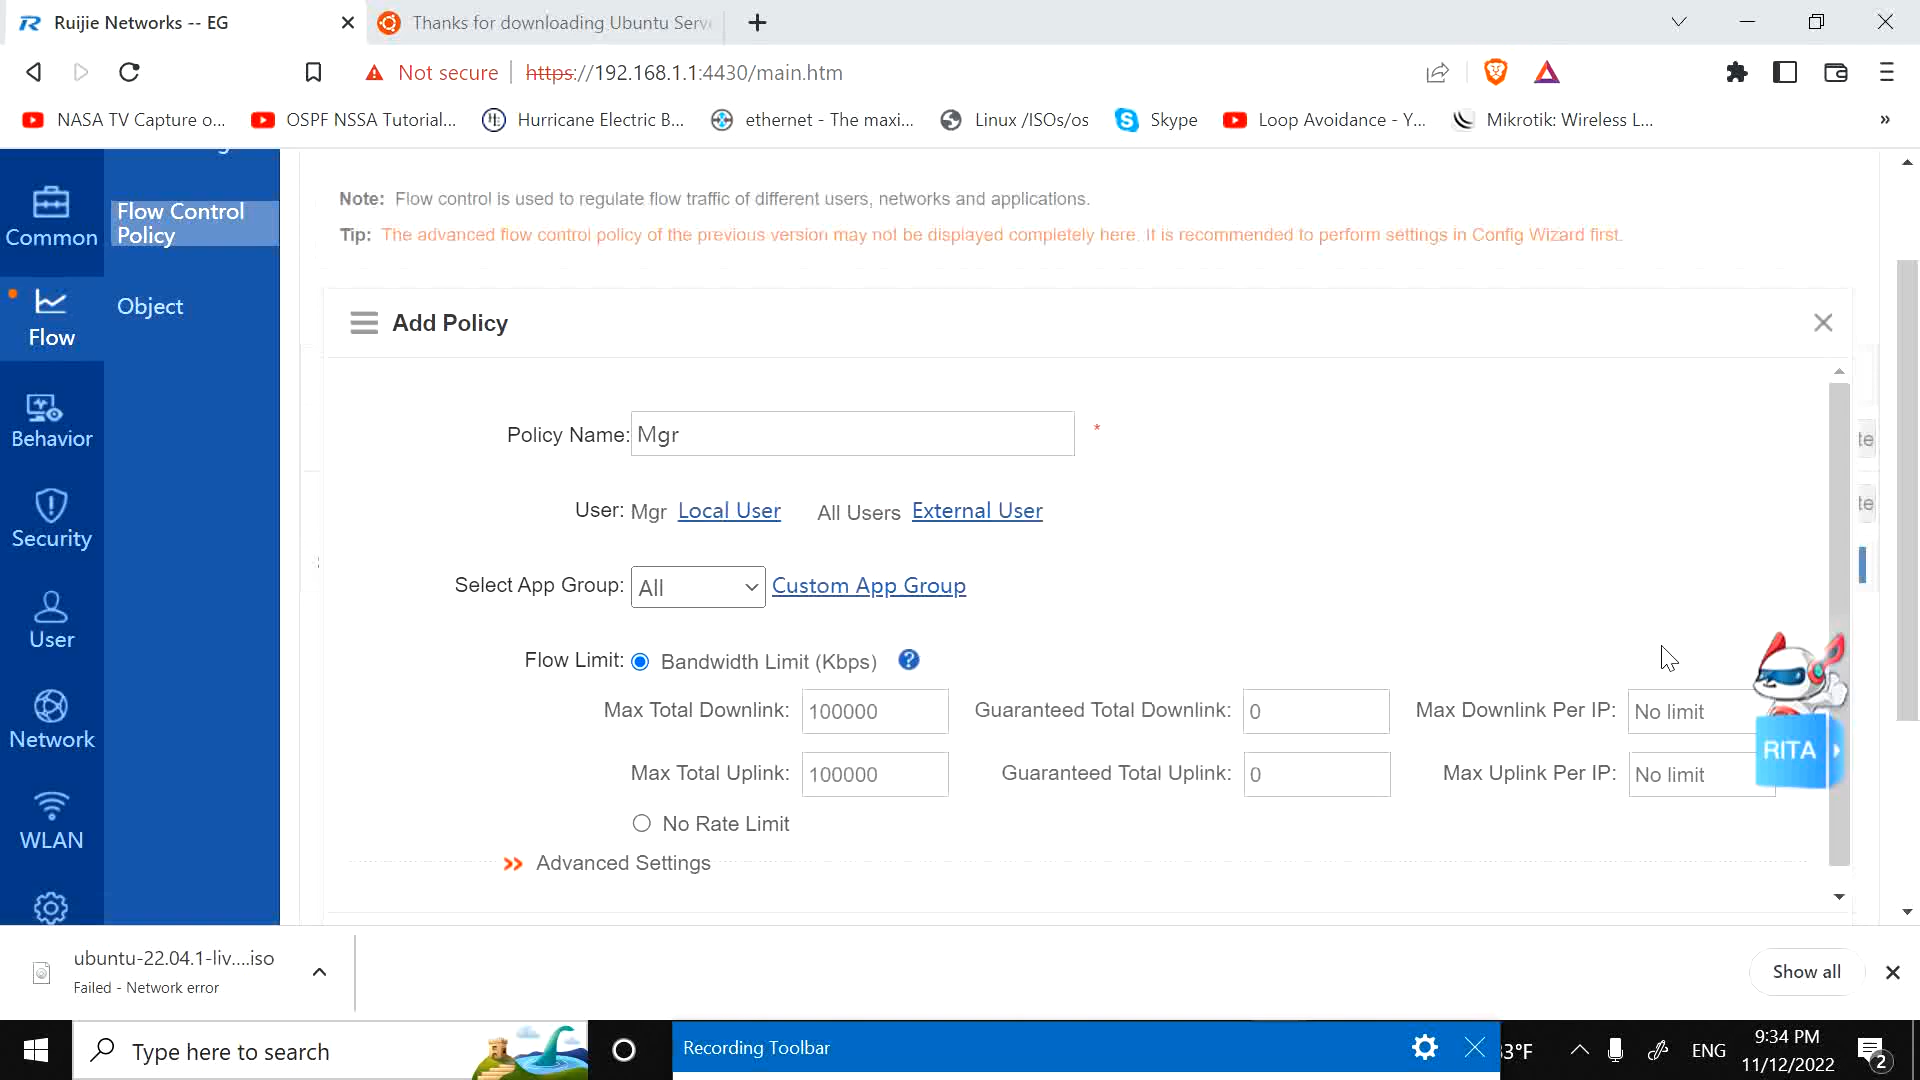 Ruijie Networks -- EG
Thanks for downloading Ubuntu Serv
Not secure
https://192.168.1.1:4430/main.htm
NASA TV Capture o...
OSPF NSSA Tutorial...
Hurricane Electric B...
ethernet - The maxi...
Linux /ISOs/os
Skype
Loop Avoidance - Y...
Mikrotik: Wireless L...
»
Common
Flow
Behavior
Security
User
Network
WLAN
Flow Control
Policy
Object
Note: Flow control is used to regulate flow traffic of different users, networks and applications.
Tip: The advanced flow control policy of the previous version may not be displayed completely here. It is recommended to perform settings in Config Wizard first.
Add Policy
Policy Name: Mgr *
User: Mgr Local User All Users External User
Select App Group: All Custom App Group
Flow Limit: Bandwidth Limit (Kbps) ?
Max Total Downlink: 100000 Guaranteed Total Downlink: 0 Max Downlink Per IP: No limit
Max Total Uplink: 100000 Guaranteed Total Uplink: 0 Max Uplink Per IP: No limit
No Rate Limit
Advanced Settings
te
te
RITA
ubuntu-22.04.1-liv....iso
Failed - Network error
Show all
Type here to search
Recording Toolbar
3°F
ENG
9:34 PM
11/12/2022
2